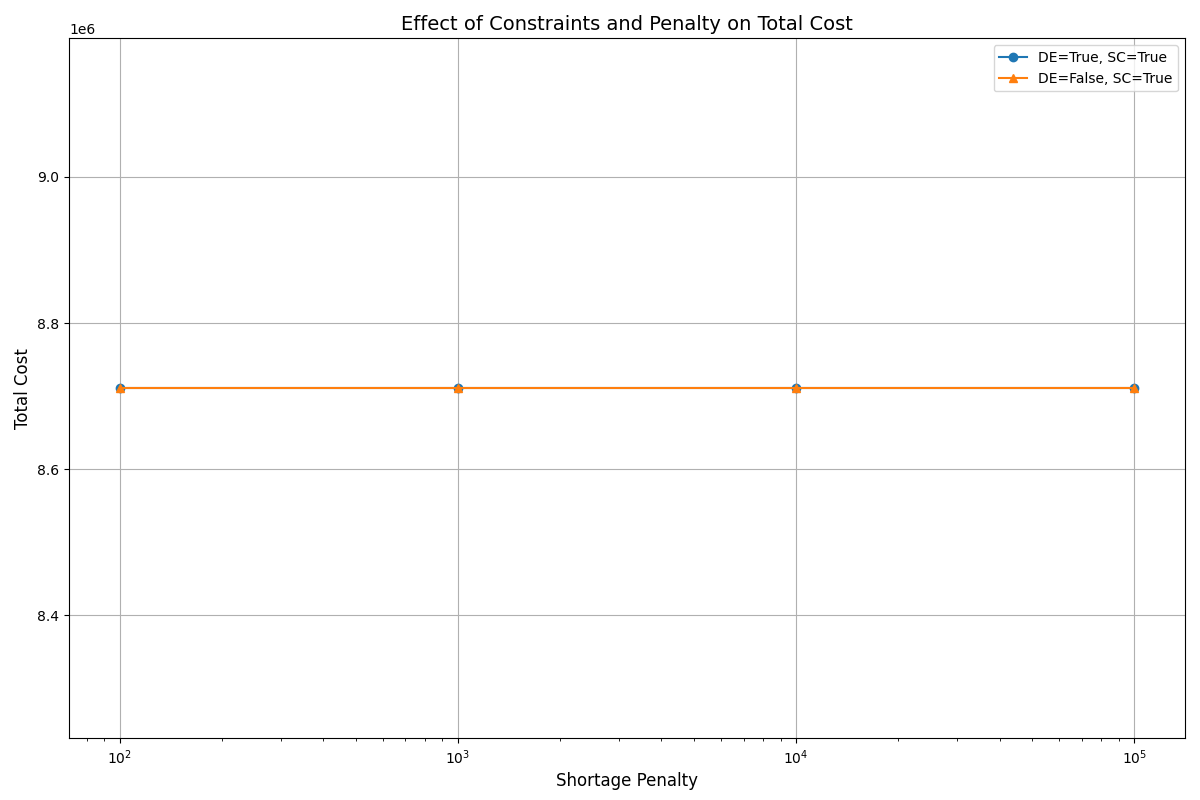 Effect of Constraints and Penalty on Total Cost
1e6
DE=True, SC=True
DE=False, SC=True
9.0
8.8
8.6
8.4
Total Cost
10²
10³
10⁴
10⁵
Shortage Penalty